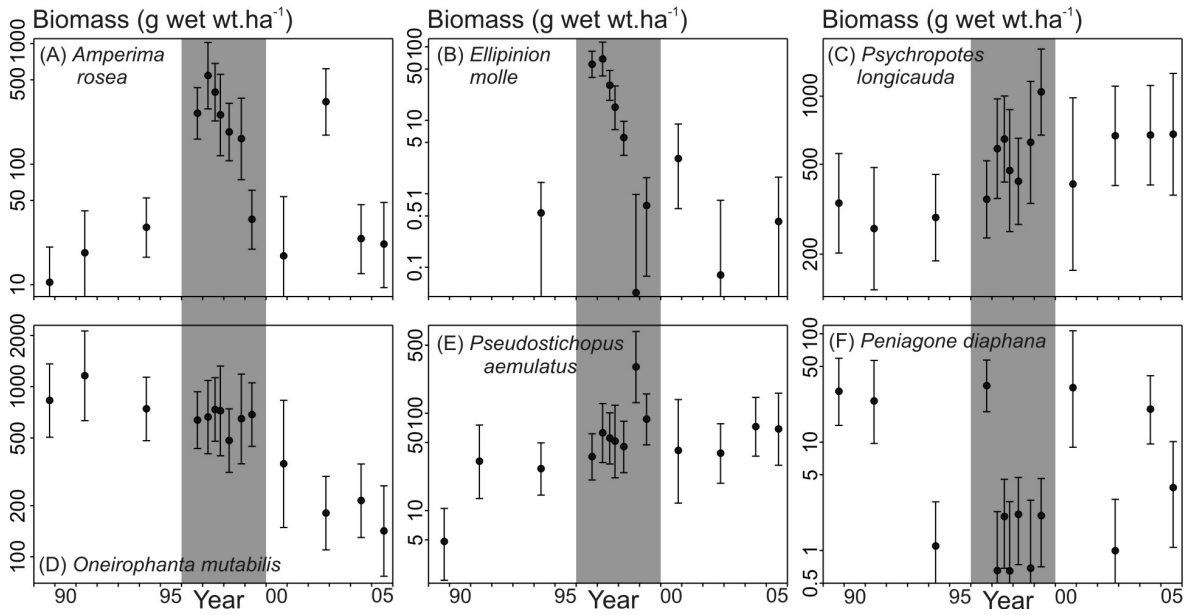 Biomass (g wet wt.ha-1)
Biomass (g wet wt.ha-1)
Biomass (g wet wt.ha-1)
(A) Amperima
rosea
1000
500
100
50
10
(B) Ellipinion
molle
100
50
5
1
0.5
0.1
(C) Psychropotes
longicauda
1000
500
200
(D) Oneirophanta mutabilis
2000
1000
500
200
100
(E) Pseudostichopus
aemulatus
500
100
50
10
5
(F) Peniagone diaphana
100
50
10
5
1
0.5
90 95 Year 00 05
90 95 Year 00 05
90 95 Year 00 05